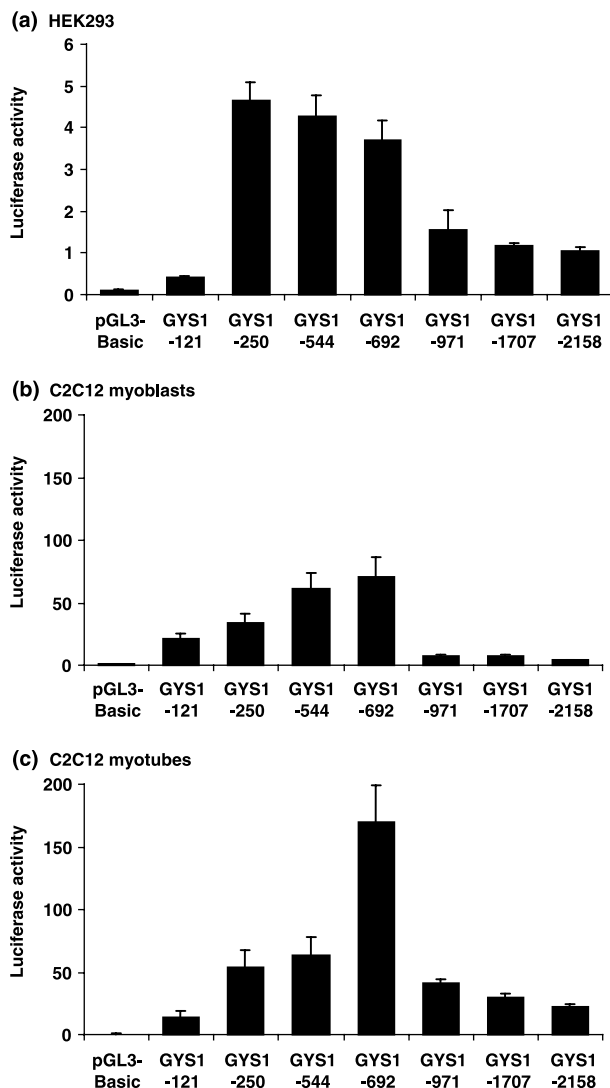 (a) HEK293
Luciferase activity
6
5
4
3
2
1
0
pGL3- GYS1 GYS1 GYS1 GYS1 GYS1 GYS1 GYS1
Basic -121 -250 -544 -692 -971 -1707 -2158
(b) C2C12 myoblasts
Luciferase activity
200
150
100
50
0
pGL3- GYS1 GYS1 GYS1 GYS1 GYS1 GYS1 GYS1
Basic -121 -250 -544 -692 -971 -1707 -2158
(c) C2C12 myotubes
Luciferase activity
200
150
100
50
0
pGL3- GYS1 GYS1 GYS1 GYS1 GYS1 GYS1 GYS1
Basic -121 -250 -544 -692 -971 -1707 -2158